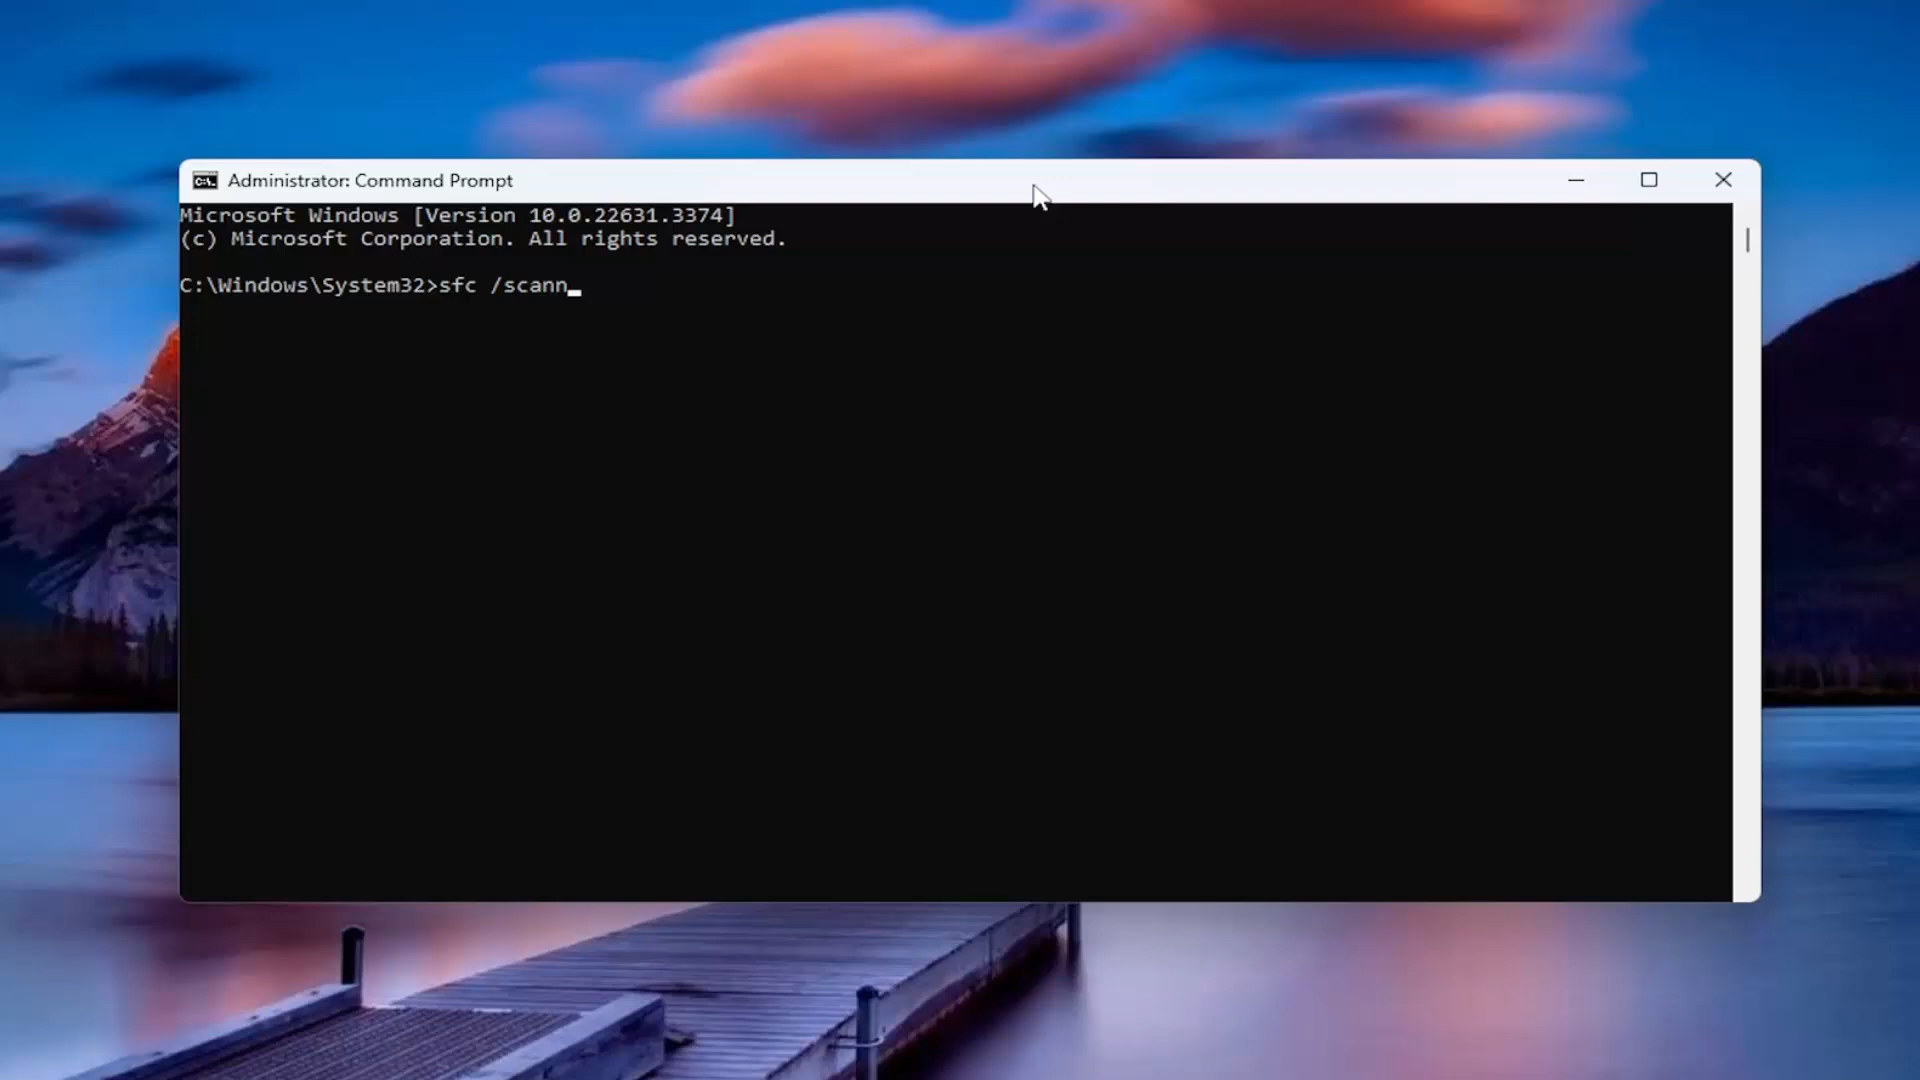 Administrator: Command Prompt
Microsoft Windows [Version 10.0.22631.3374]
(c) Microsoft Corporation. All rights reserved.
C:\Windows\System32>sfc /scann